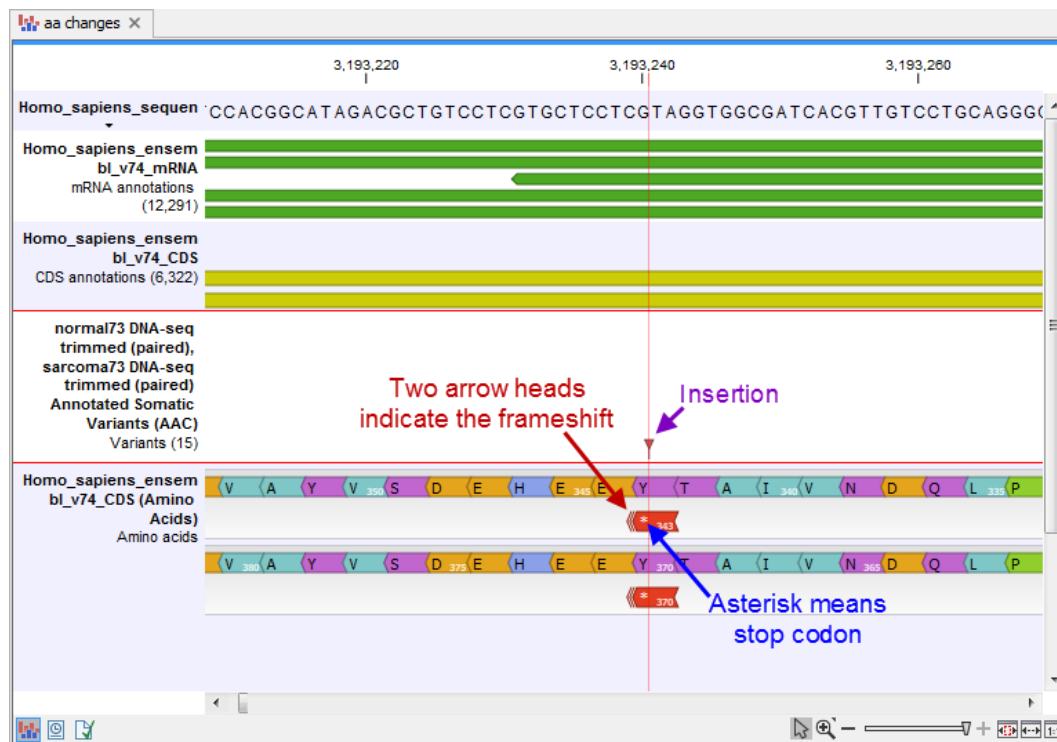 aa changes
3,193,220 3,193,240 3,193,260
Homo_sapiens_sequen
CCACGGCATAGACGCTGTCCTCGTGCTCCTCGTAGGTGGCGATCACGTTGTCCTGCAGGG
Homo_sapiens_ensem
bl_v74_mRNA
mRNA annotations
(12,291)
Homo_sapiens_ensem
bl_v74_CDS
CDS annotations (6,322)
normal73 DNA-seq
trimmed (paired),
sarcoma73 DNA-seq
trimmed (paired)
Annotated Somatic
Variants (AAC)
Variants (15)
Two arrow heads
indicate the frameshift
Insertion
Homo_sapiens_ensem
bl_v74_CDS (Amino
Acids)
Amino acids
V A Y V 350 S D E H E 345 E Y T A I 340 V N D Q L 335 P
* 343
V 380 A Y V S D 375 E H E E Y 370 T A I V N 365 D Q L P
* 370
Asterisk means
stop codon